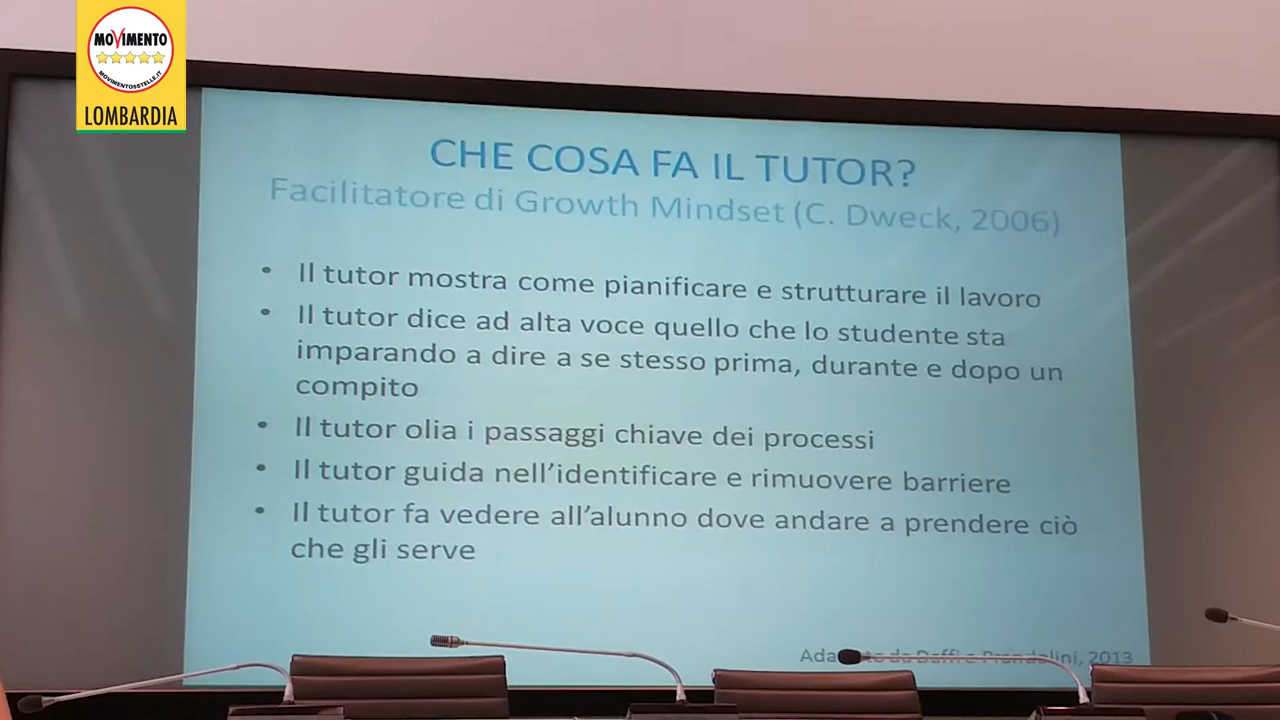 MOVIMENTO
MOVIMENTO5STELLE.IT
LOMBARDIA
CHE COSA FA IL TUTOR?
Facilitatore di Growth Mindset (C. Dweck, 2006)
• Il tutor mostra come pianificare e strutturare il lavoro
• Il tutor dice ad alta voce quello che lo studente sta
imparando a dire a se stesso prima, durante e dopo un
compito
• Il tutor olia i passaggi chiave dei processi
• Il tutor guida nell'identificare e rimuovere barriere
• Il tutor fa vedere all'alunno dove andare a prendere ciò
che gli serve
2013